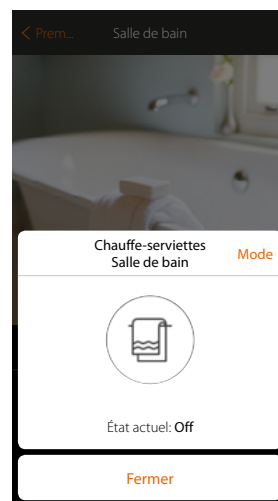 < Prem... Salle de bain
Chauffe-serviettes
Salle de bain
Mode
État actuel: Off
Fermer